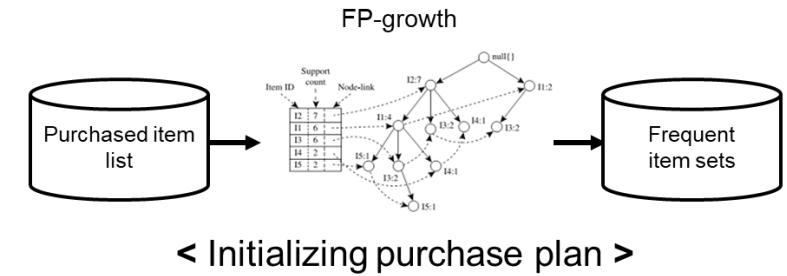 FP-growth
null{}
Support
count
Item ID
Node-link
I2:7
I1:2
I2 7
I1 6
I3 6
I4 2
I5 2
I1:4
I3:2
I4:1
I3:2
I5:1
I3:2
I4:1
I5:1
Purchased item
list
Frequent
item sets
< Initializing purchase plan >